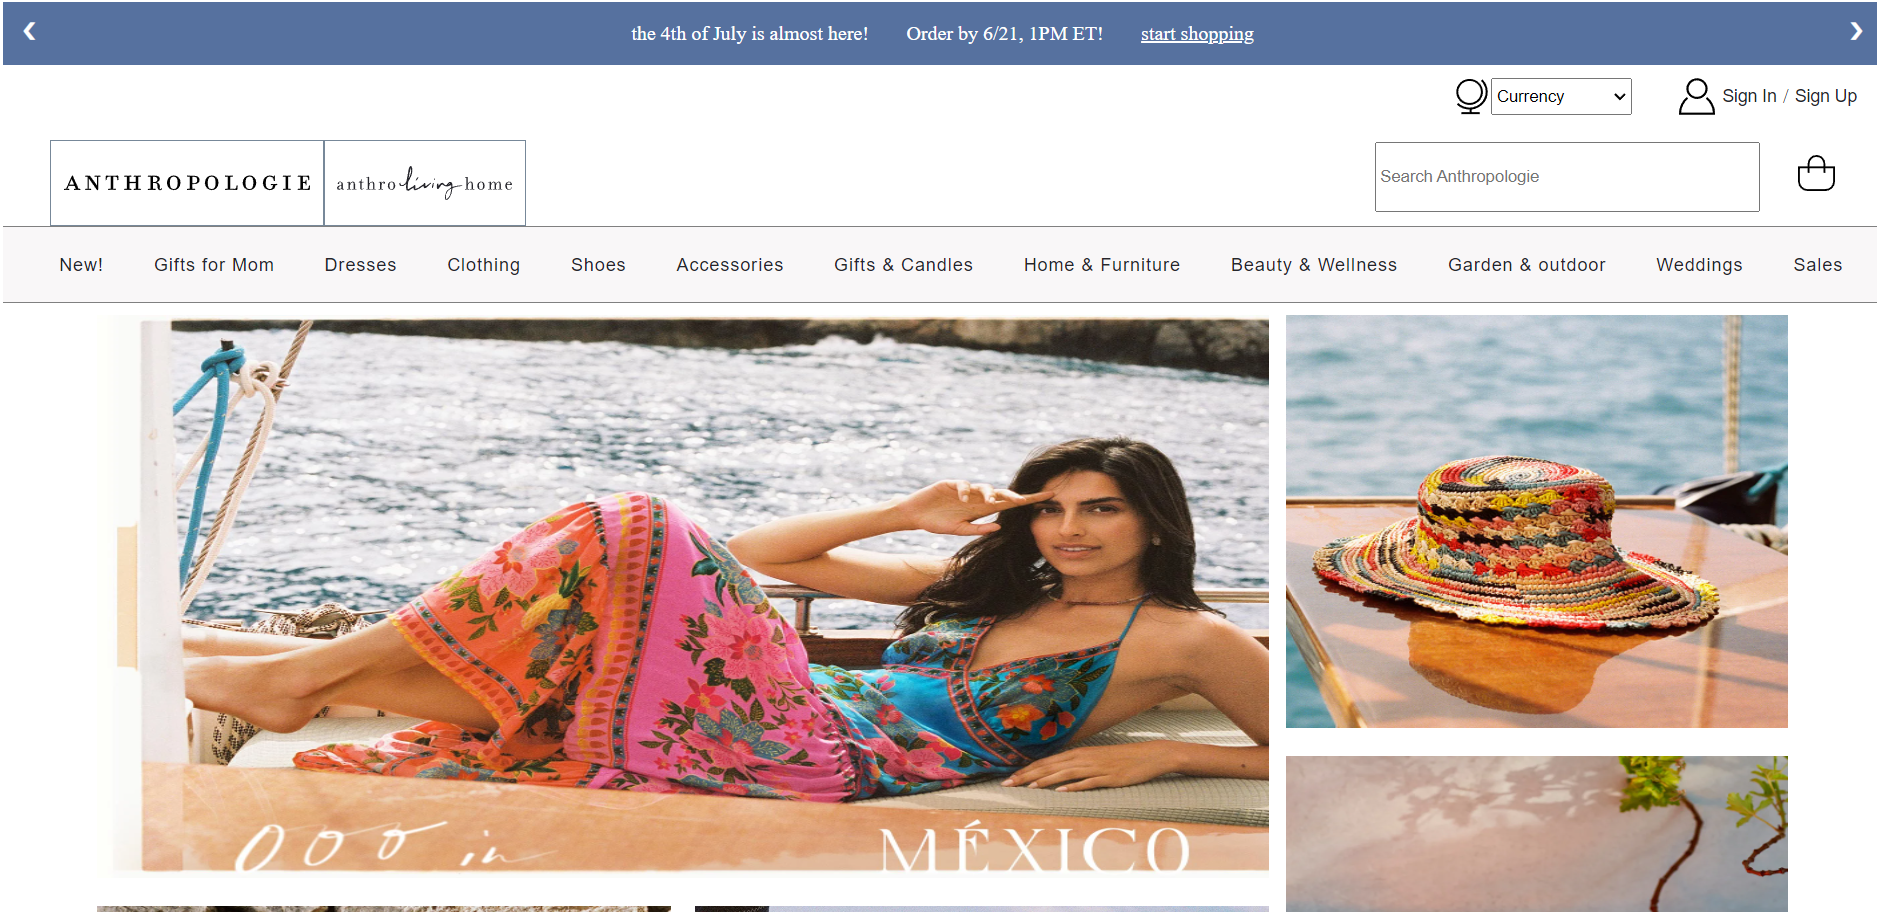 the 4th of July is almost here! Order by 6/21, 1PM ET! start shopping
Currency
Sign In / Sign Up
ANTHROPOLOGIE
anthro living home
Search Anthropologie
New! Gifts for Mom Dresses Clothing Shoes Accessories Gifts & Candles Home & Furniture Beauty & Wellness Garden & outdoor Weddings Sales
OOO in MÉXICO